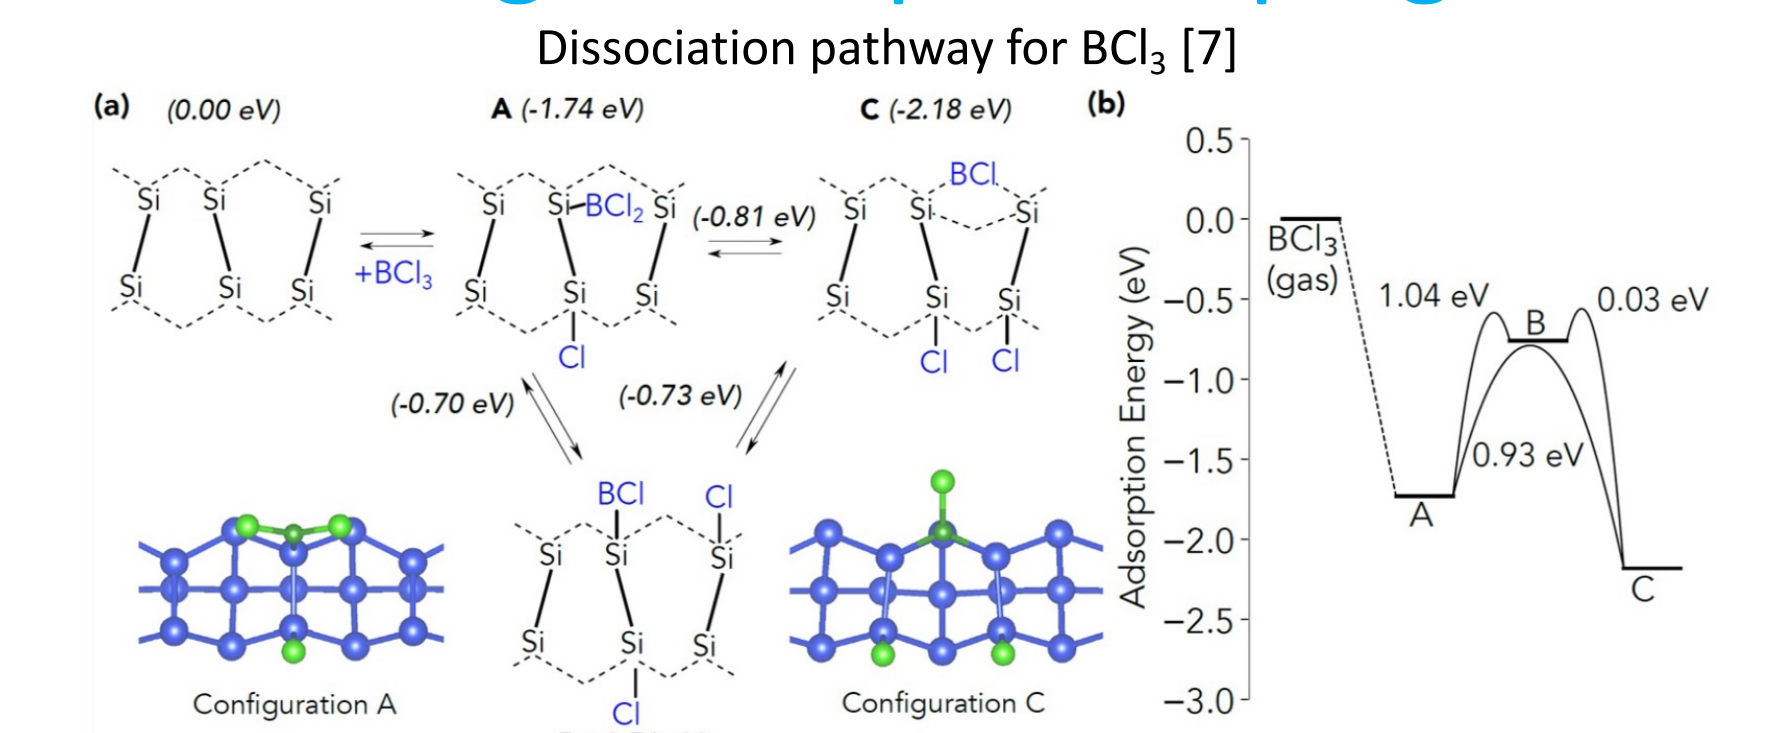 Dissociation pathway for BCl₃ [7]
(a) (0.00 eV) A (-1.74 eV) C (-2.18 eV)
Si Si Si
Si Si Si
+BCl₃
Si Si BCl₂ Si
Si Si Si
Cl
(-0.81 eV)
BCl
Si Si Si
Si Si Si
Cl Cl
(-0.70 eV) (-0.73 eV)
BCl Cl
Si Si Si
Si Si Si
Cl
Configuration A
Configuration C
(b)
Adsorption Energy (eV)
0.5
0.0
−0.5
−1.0
−1.5
−2.0
−2.5
−3.0
BCl₃
(gas)
1.04 eV
B
0.03 eV
0.93 eV
A
C